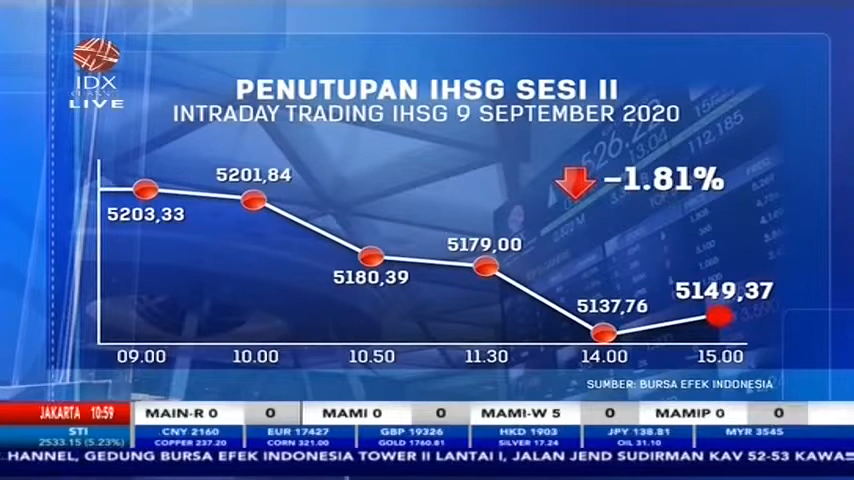 IDX
CHANNEL
LIVE
PENUTUPAN IHSG SESI II
INTRADAY TRADING IHSG 9 SEPTEMBER 2020
–1.81%
5203,33
5201,84
5180,39
5179,00
5137,76
5149,37
09.00 10.00 10.50 11.30 14.00 15.00
SUMBER: BURSA EFEK INDONESIA
JAKARTA 10:59 MAIN-R 0 0 MAMI 0 0 MAMI-W 5 0 MAMIP 0 0
STI CNY 2160 EUR 17427 GBP 19326 HKD 1903 JPY 138.81 MYR 3545
2533.15 (5.23%) COPPER 237.20 CORN 321.00 GOLD 1760.81 SILVER 17.24 OIL 31.10
HANNEL, GEDUNG BURSA EFEK INDONESIA TOWER II LANTAI I, JALAN JEND SUDIRMAN KAV 52-53 KAWAS